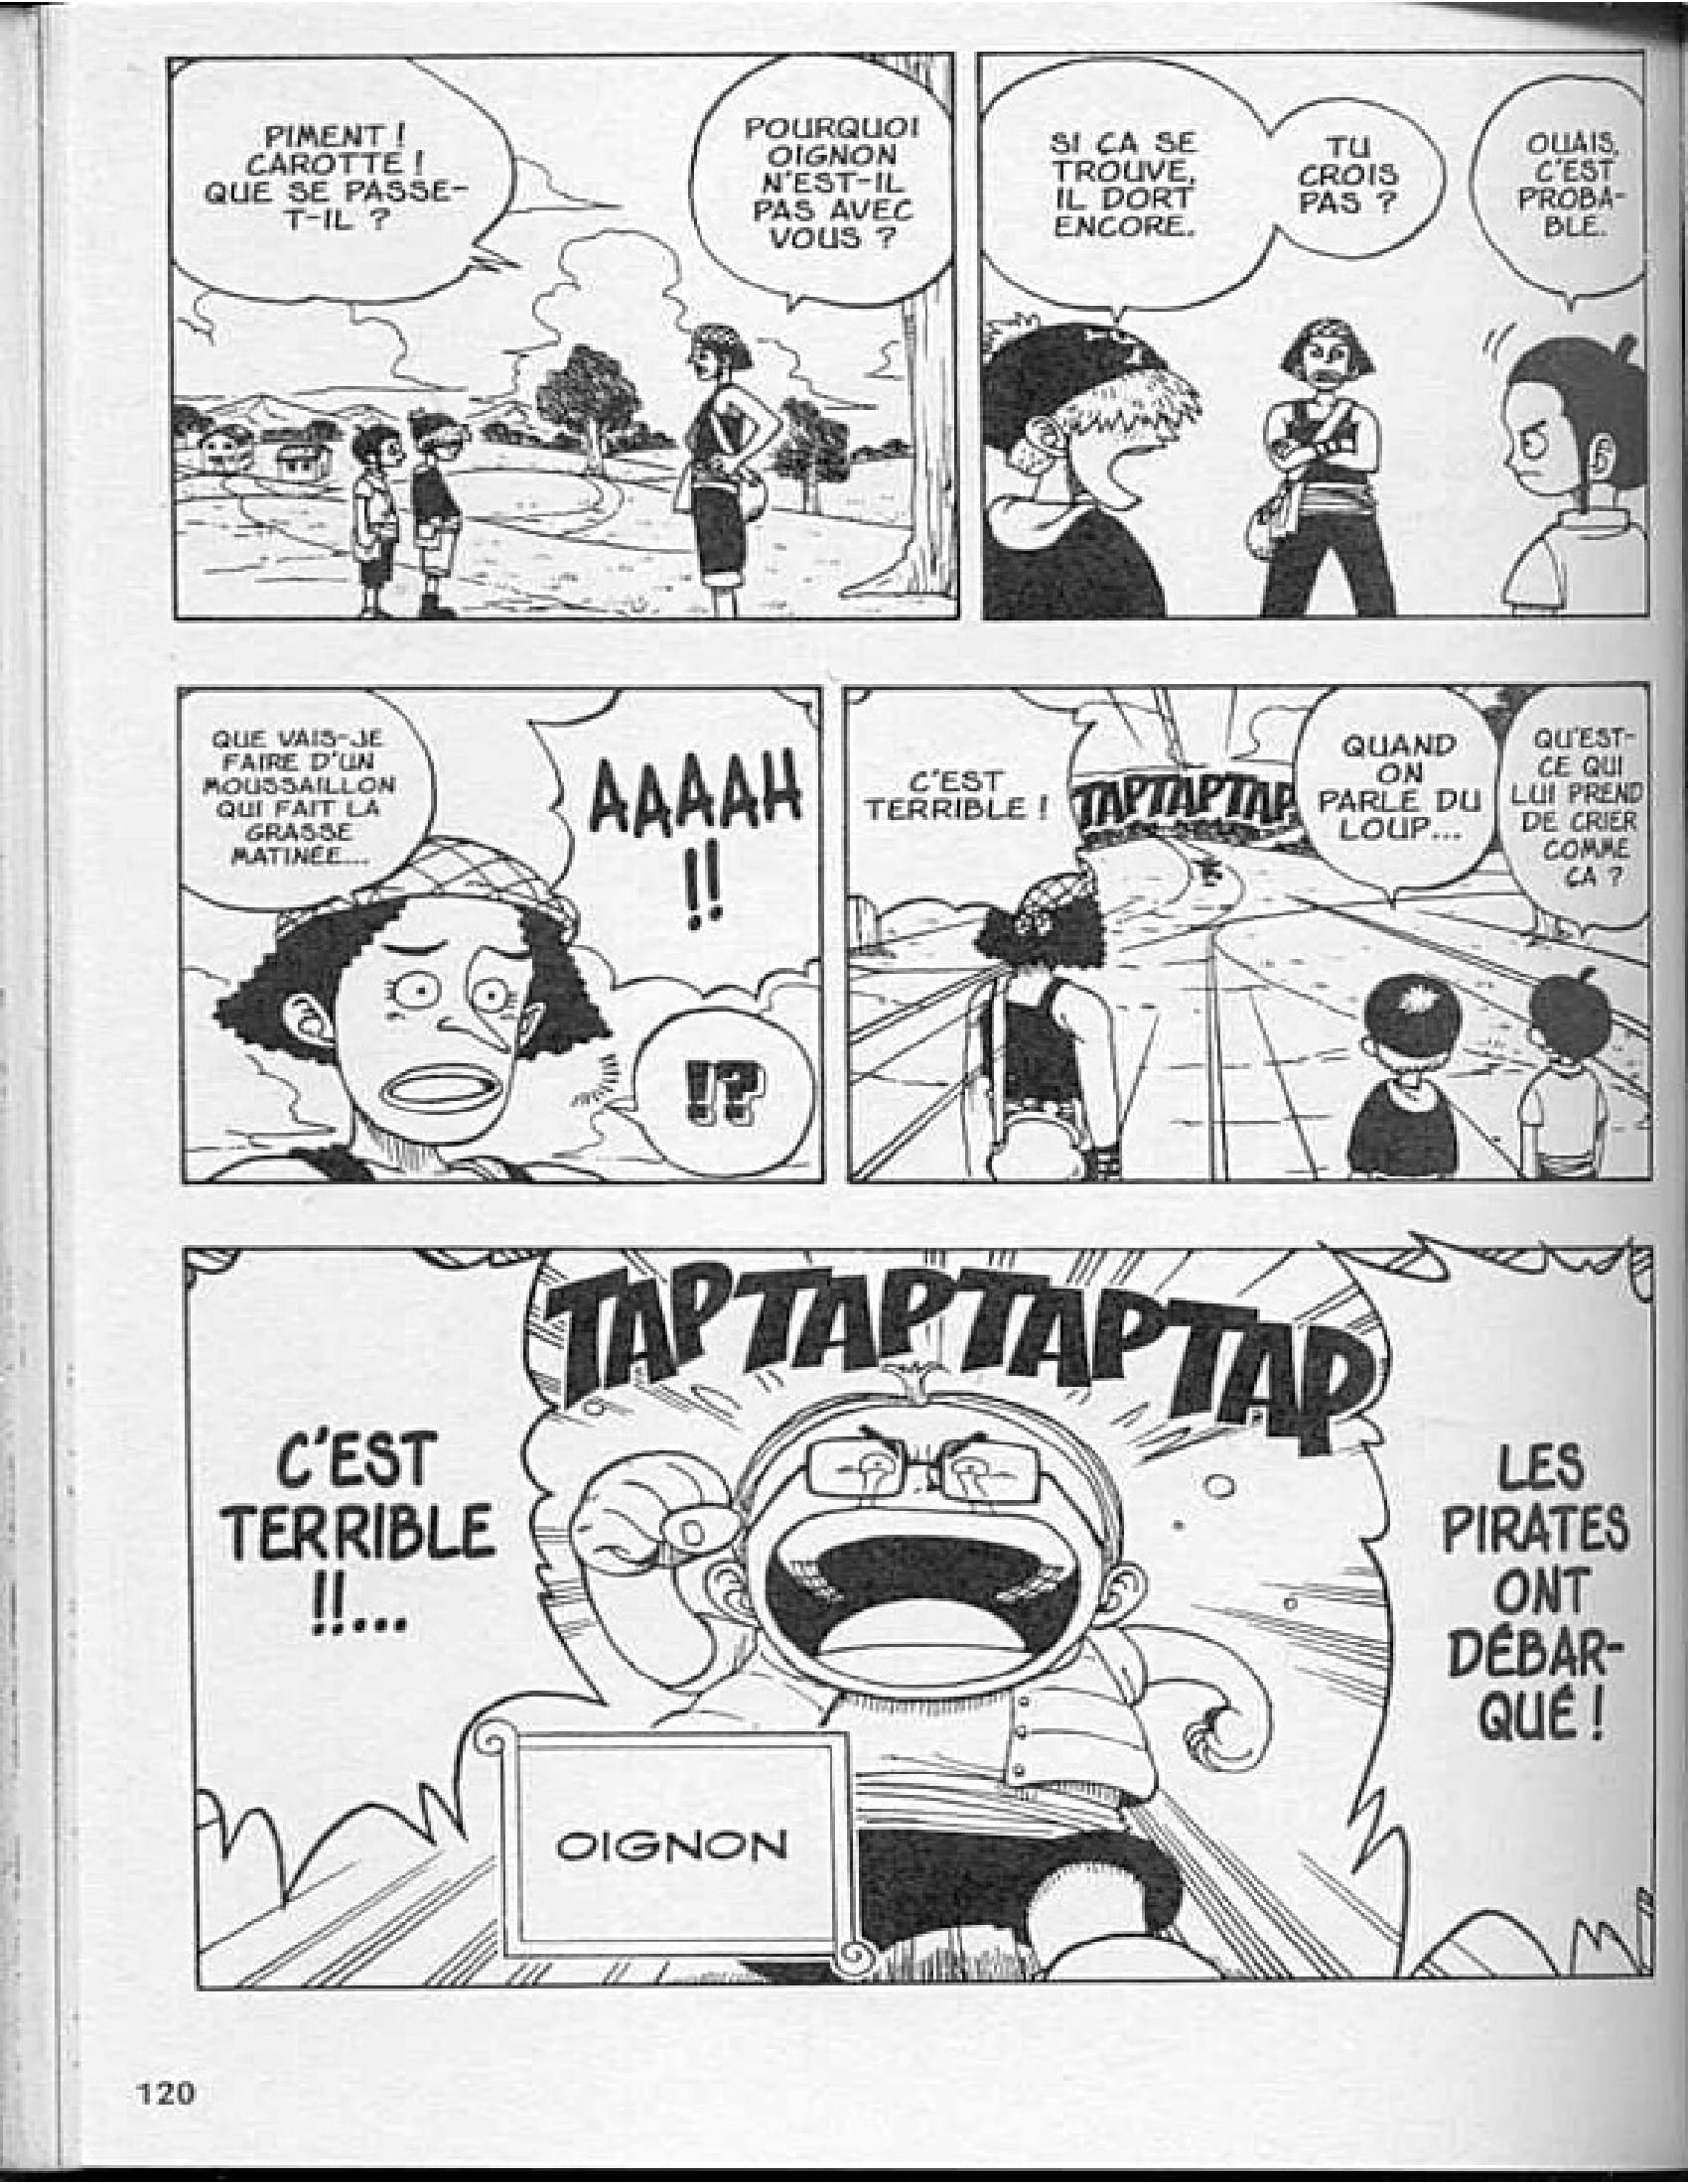 PIMENT !
CAROTTE !
QUE SE PASSE-
T-IL ?
POURQUOI
OIGNON
N'EST-IL
PAS AVEC
VOUS ?
SI ÇA SE
TROUVE,
IL DORT
ENCORE.
TU
CROIS
PAS ?
OUAIS,
C'EST
PROBA-
BLE.
QUE VAIS-JE
FAIRE D'UN
MOUSSAILLON
QUI FAIT LA
GRASSE
MATINÉE...
AAAAH
!!
!?
C'EST
TERRIBLE !
TAPTAPTAP
QUAND
ON
PARLE DU
LOUP...
QU'EST-
CE QUI
LUI PREND
DE CRIER
COMME
ÇA ?
TAPTAPTAPTAP
C'EST
TERRIBLE
!!...
LES
PIRATES
ONT
DÉBAR-
QUÉ !
OIGNON
120